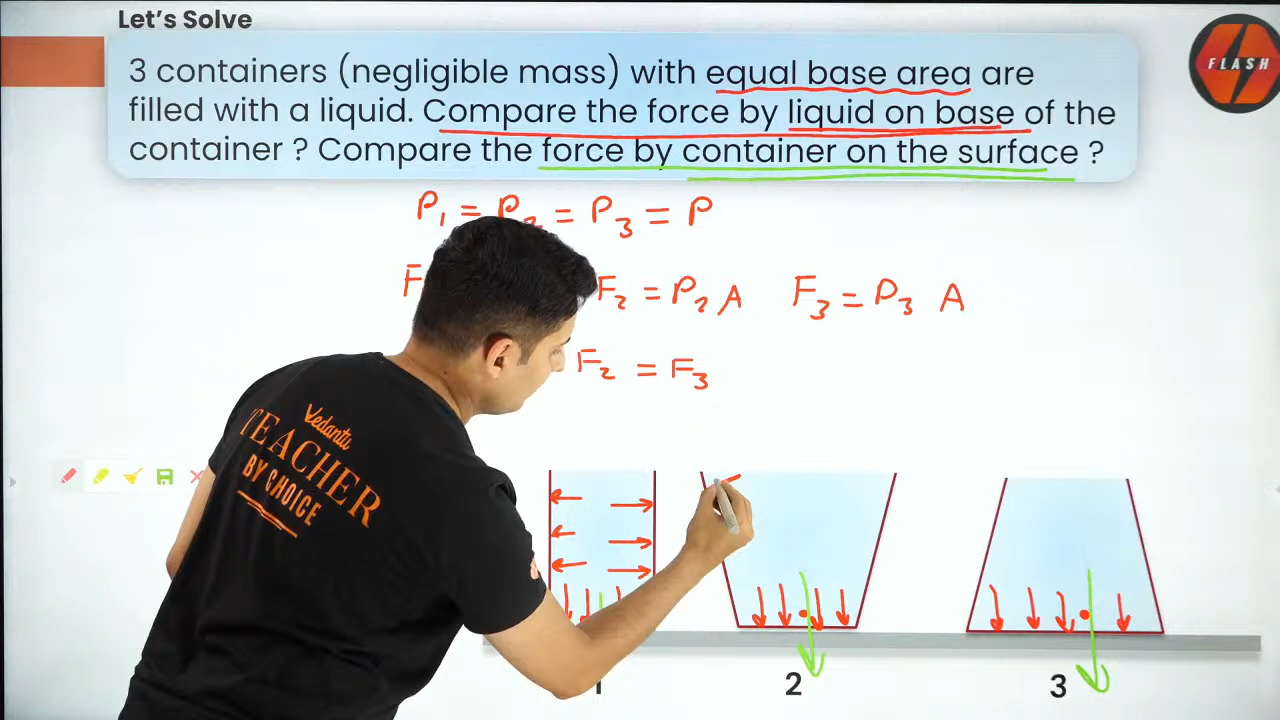 Let's Solve
FLASH
3 containers (negligible mass) with equal base area are
filled with a liquid. Compare the force by liquid on base of the
container ? Compare the force by container on the surface ?
P₁ = P₂ = P₃ = P
F₂ = P₂ A F₃ = P₃ A
F₂ = F₃
Vedantu
TEACHER
BY CHOICE
2 3